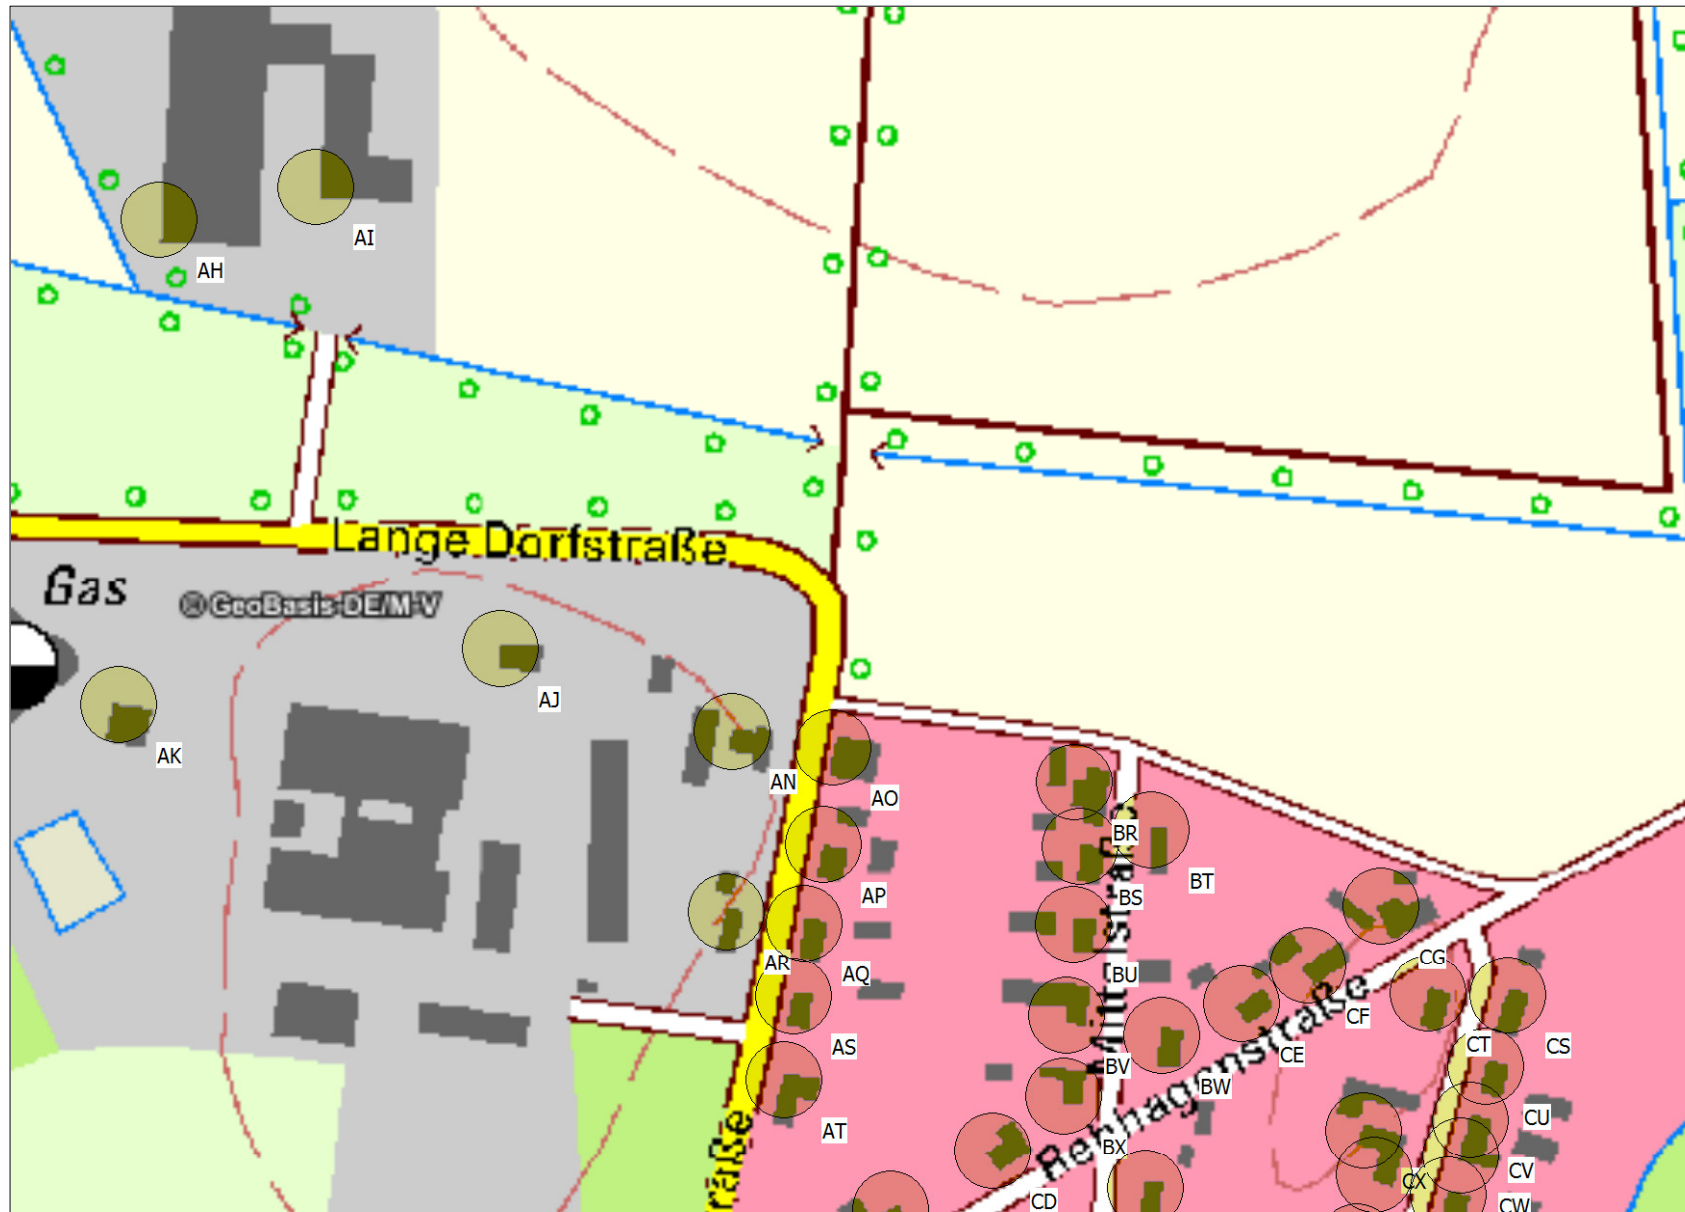 AI
AH
Lange Dorfstraße
Gas
© GeoBasis-DE/M-V
AJ
AK
AN
AO
BR
BT
AP
BS
AR
AQ
BU
CG
CF
AS
CE
CT
CS
BV
BW
Mittelstraße
Rehhagenstraße
AT
CU
BX
CV
raße
CX
CD
CW